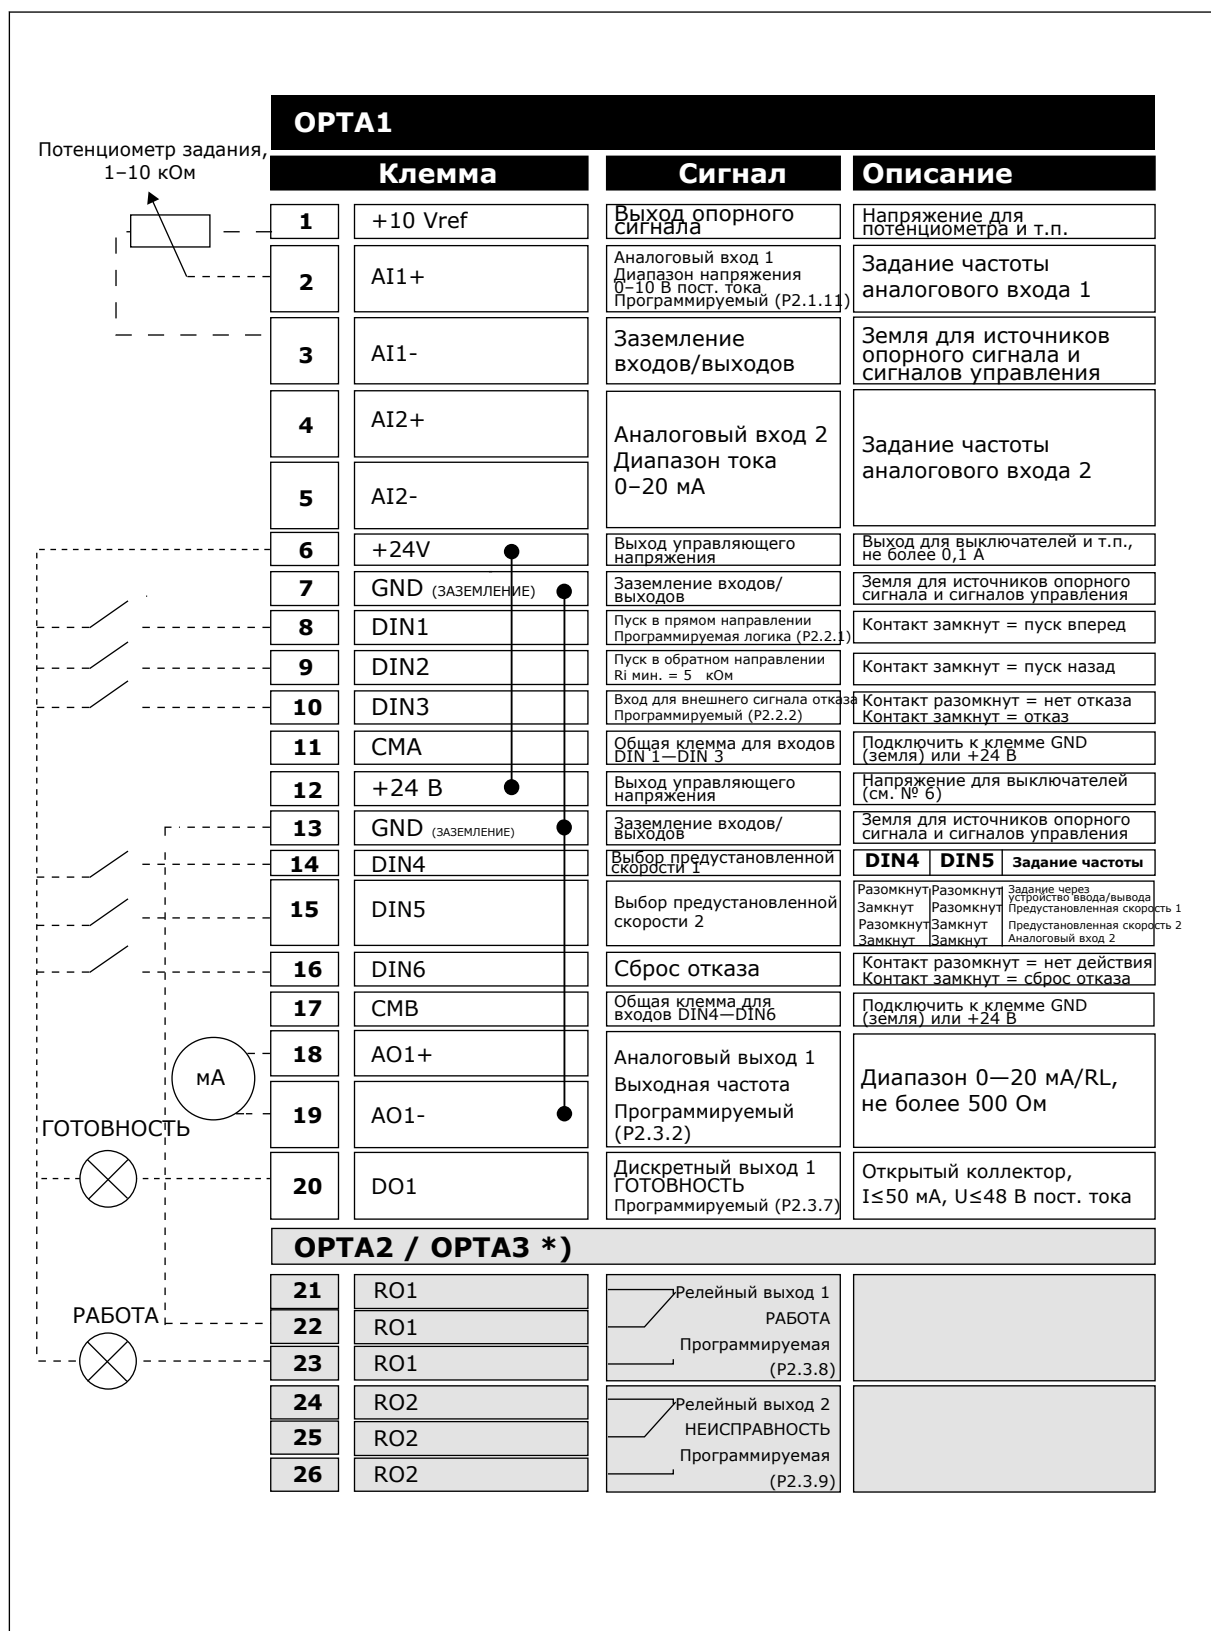 OPTA1
Потенциометр задания,
1–10 кОм
Клемма
Сигнал
Описание
1
+10 Vref
Выход опорного
сигнала
Напряжение для
потенциометра и т.п.
2
AI1+
Аналоговый вход 1
Диапазон напряжения
0–10 В пост. тока
Программируемый (P2.1.11)
Задание частоты
аналогового входа 1
3
AI1-
Заземление
входов/выходов
Земля для источников
опорного сигнала и
сигналов управления
4
AI2+
5
AI2-
Аналоговый вход 2
Диапазон тока
0–20 мА
Задание частоты
аналогового входа 2
6
+24V
Выход управляющего
напряжения
Выход для выключателей и т.п.,
не более 0,1 А
7
GND (ЗАЗЕМЛЕНИЕ)
Заземление входов/
выходов
Земля для источников опорного
сигнала и сигналов управления
8
DIN1
Пуск в прямом направлении
Программируемая логика (P2.2.1)
Контакт замкнут = пуск вперед
9
DIN2
Пуск в обратном направлении
Ri мин. = 5 кОм
Контакт замкнут = пуск назад
10
DIN3
Вход для внешнего сигнала отказа
Программируемый (P2.2.2)
Контакт разомкнут = нет отказа
Контакт замкнут = отказ
11
CMA
Общая клемма для входов
DIN 1—DIN 3
Подключить к клемме GND
(земля) или +24 В
12
+24 В
Выход управляющего
напряжения
Напряжение для выключателей
(см. № 6)
13
GND (ЗАЗЕМЛЕНИЕ)
Заземление входов/
выходов
Земля для источников опорного
сигнала и сигналов управления
14
DIN4
Выбор предустановленной
скорости 1
DIN4 DIN5 Задание частоты
15
DIN5
Выбор предустановленной
скорости 2
Разомкнут Разомкнут Задание через
устройство ввода/вывода
Замкнут Разомкнут Предустановленная скорость 1
Разомкнут Замкнут Предустановленная скорость 2
Замкнут Замкнут Аналоговый вход 2
16
DIN6
Сброс отказа
Контакт разомкнут = нет действия
Контакт замкнут = сброс отказа
17
CMB
Общая клемма для
входов DIN4—DIN6
Подключить к клемме GND
(земля) или +24 В
мА
18
AO1+
19
AO1-
Аналоговый выход 1
Выходная частота
Программируемый
(P2.3.2)
Диапазон 0—20 мА/RL,
не более 500 Ом
ГОТОВНОСТЬ
20
DO1
Дискретный выход 1
ГОТОВНОСТЬ
Программируемый (P2.3.7)
Открытый коллектор,
I≤50 мА, U≤48 В пост. тока
OPTA2 / OPTA3 *)
РАБОТА
21
RO1
22
RO1
23
RO1
Релейный выход 1
РАБОТА
Программируемая
(P2.3.8)
24
RO2
25
RO2
26
RO2
Релейный выход 2
НЕИСПРАВНОСТЬ
Программируемая
(P2.3.9)